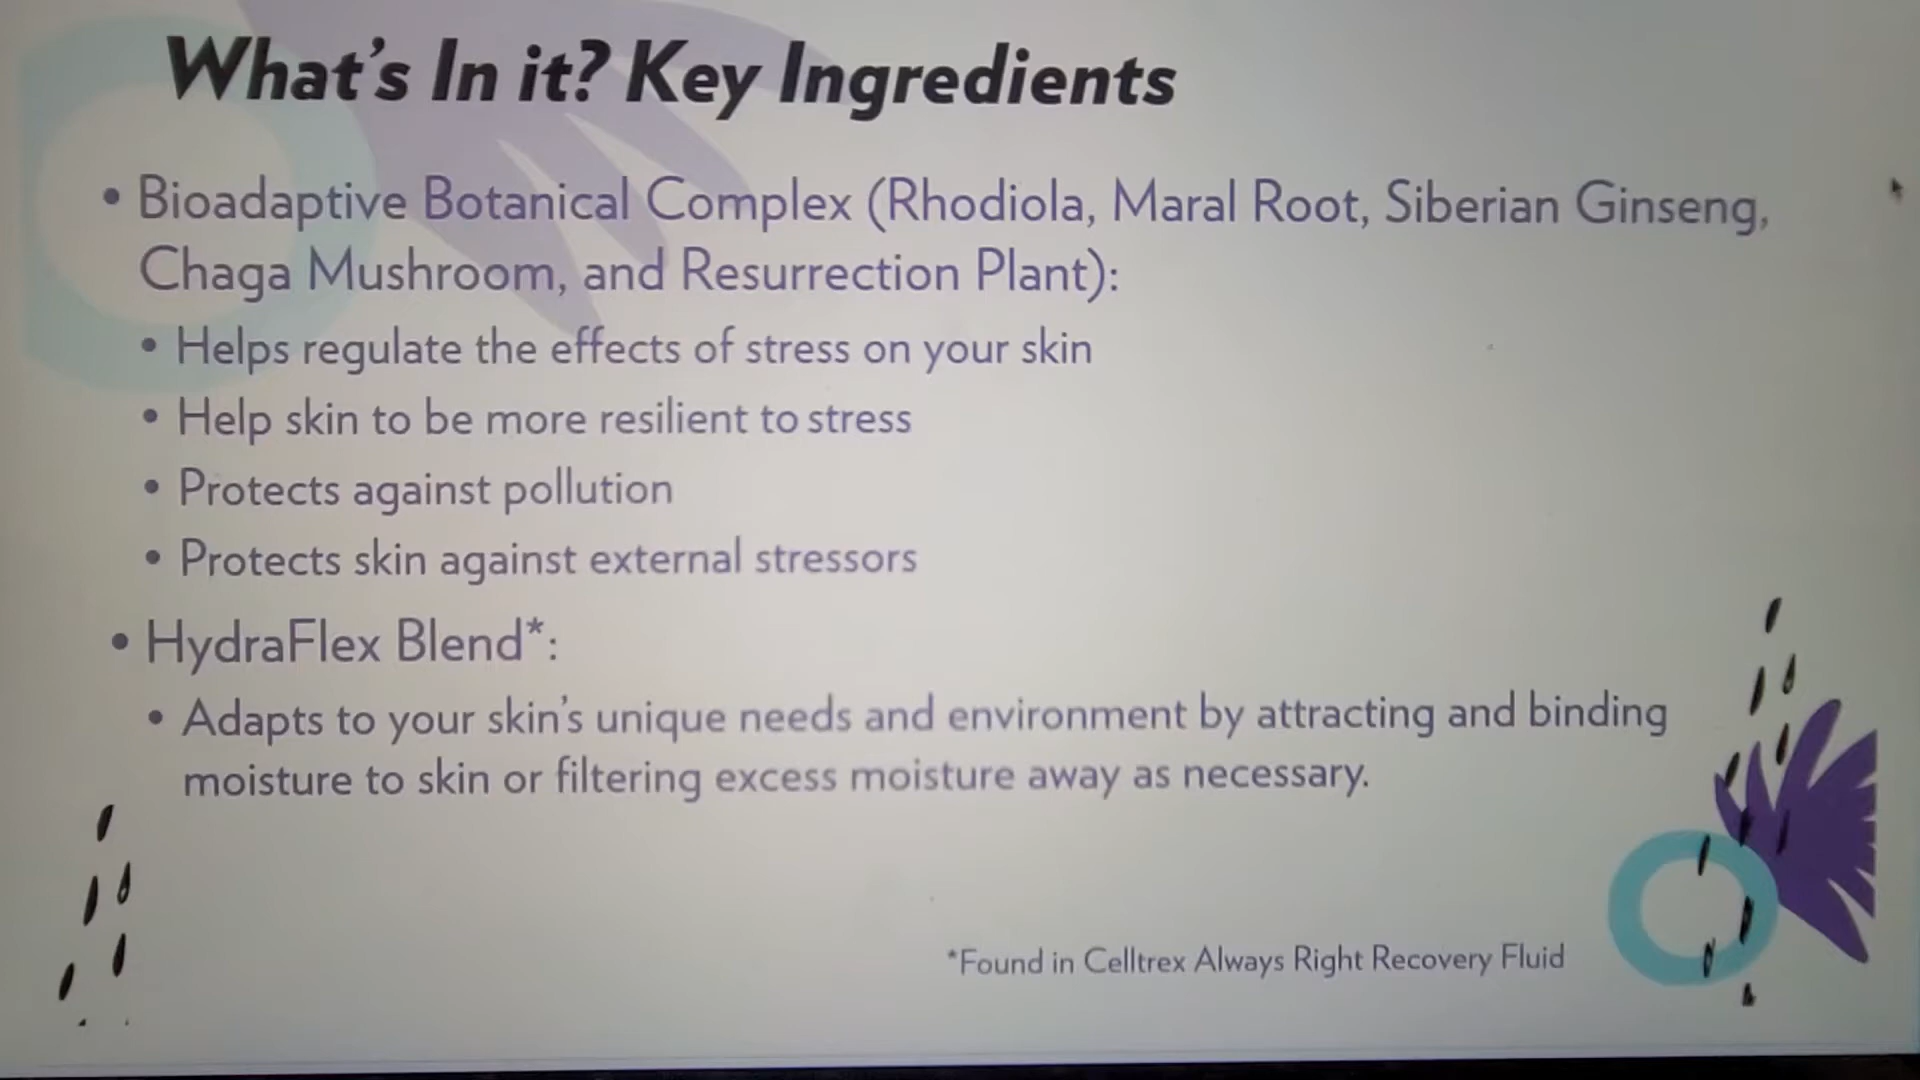 What's In it? Key Ingredients
• Bioadaptive Botanical Complex (Rhodiola, Maral Root, Siberian Ginseng,
Chaga Mushroom, and Resurrection Plant):
• Helps regulate the effects of stress on your skin
• Help skin to be more resilient to stress
• Protects against pollution
• Protects skin against external stressors
• HydraFlex Blend*:
• Adapts to your skin's unique needs and environment by attracting and binding
moisture to skin or filtering excess moisture away as necessary.
*Found in Celltrex Always Right Recovery Fluid